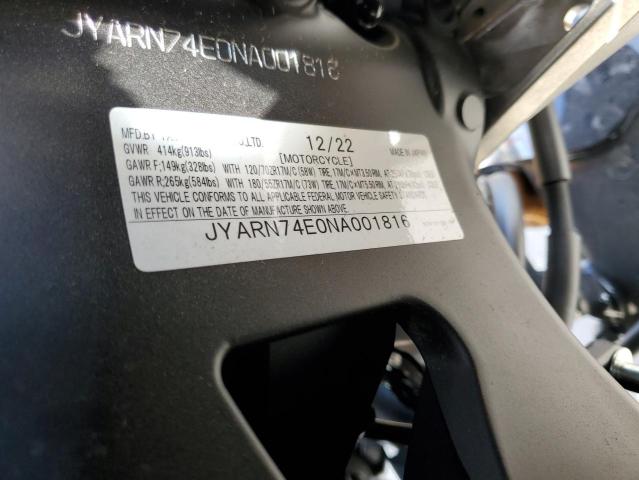 JYARN74E0NA001816
MFD.BY O.,LTD. 12/22 MADE IN JAPAN
GVWR 414kg(913lbs) [MOTORCYCLE]
GAWR F;149kg(328lbs) WITH 120/70ZR17M/C (58W) TIRE, 17M/C×MT3.50 RIM, AT
GAWR R;265kg(584lbs) WITH 180/55ZR17M/C (73W) TIRE, 17M/C×MT5.50 RIM, AT
THIS VEHICLE CONFORMS TO ALL APPLICABLE FEDERAL MOTOR VEHICLE SAFETY STANDARDS
IN EFFECT ON THE DATE OF MANUFACTURE SHOWN ABOVE.
JYARN74E0NA001816